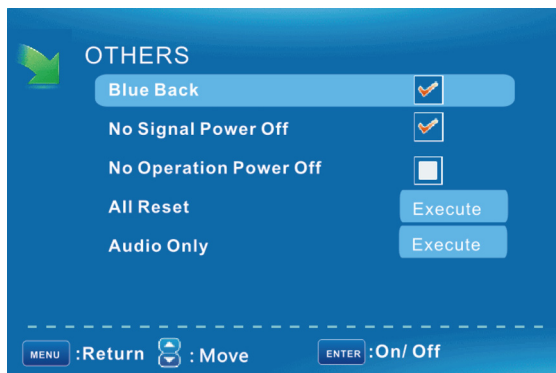 OTHERS
Blue Back
No Signal Power Off
No Operation Power Off
All Reset Execute
Audio Only Execute
MENU :Return : Move ENTER :On/ Off